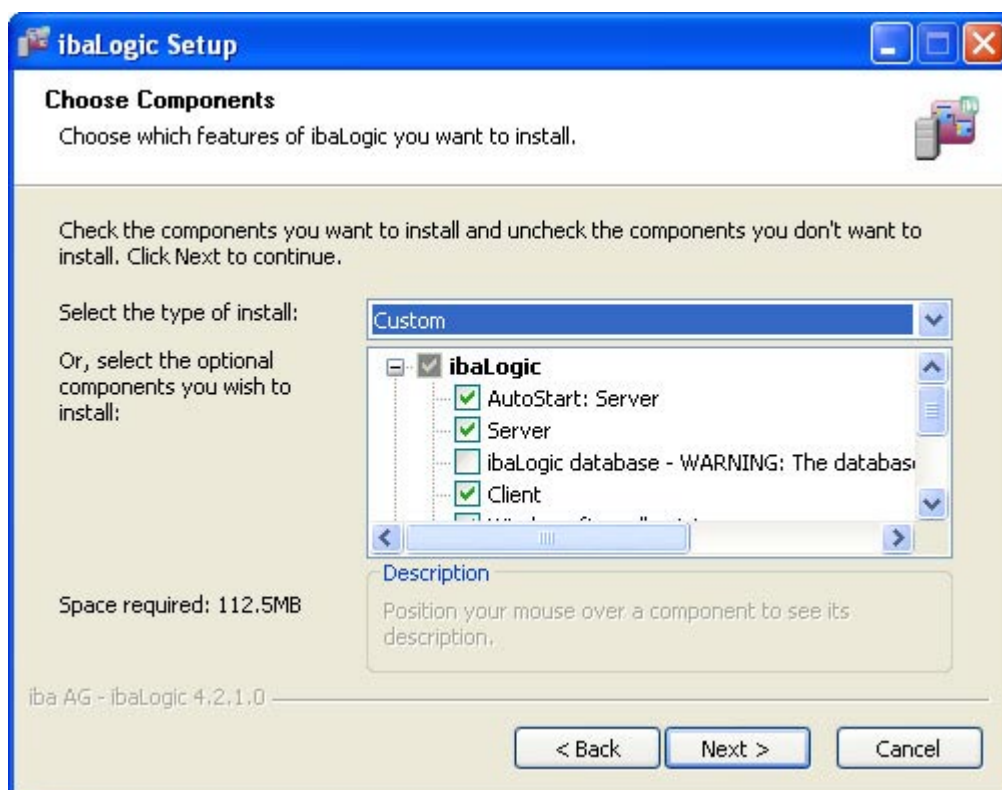 ibaLogic Setup
Choose Components
Choose which features of ibaLogic you want to install.
Check the components you want to install and uncheck the components you don't want to
install. Click Next to continue.
Select the type of install:
Custom
Or, select the optional
components you wish to
install:
ibaLogic
AutoStart: Server
Server
ibaLogic database - WARNING: The databas
Client
Space required: 112.5MB
Description
Position your mouse over a component to see its
description.
iba AG - ibaLogic 4.2.1.0
< Back
Next >
Cancel